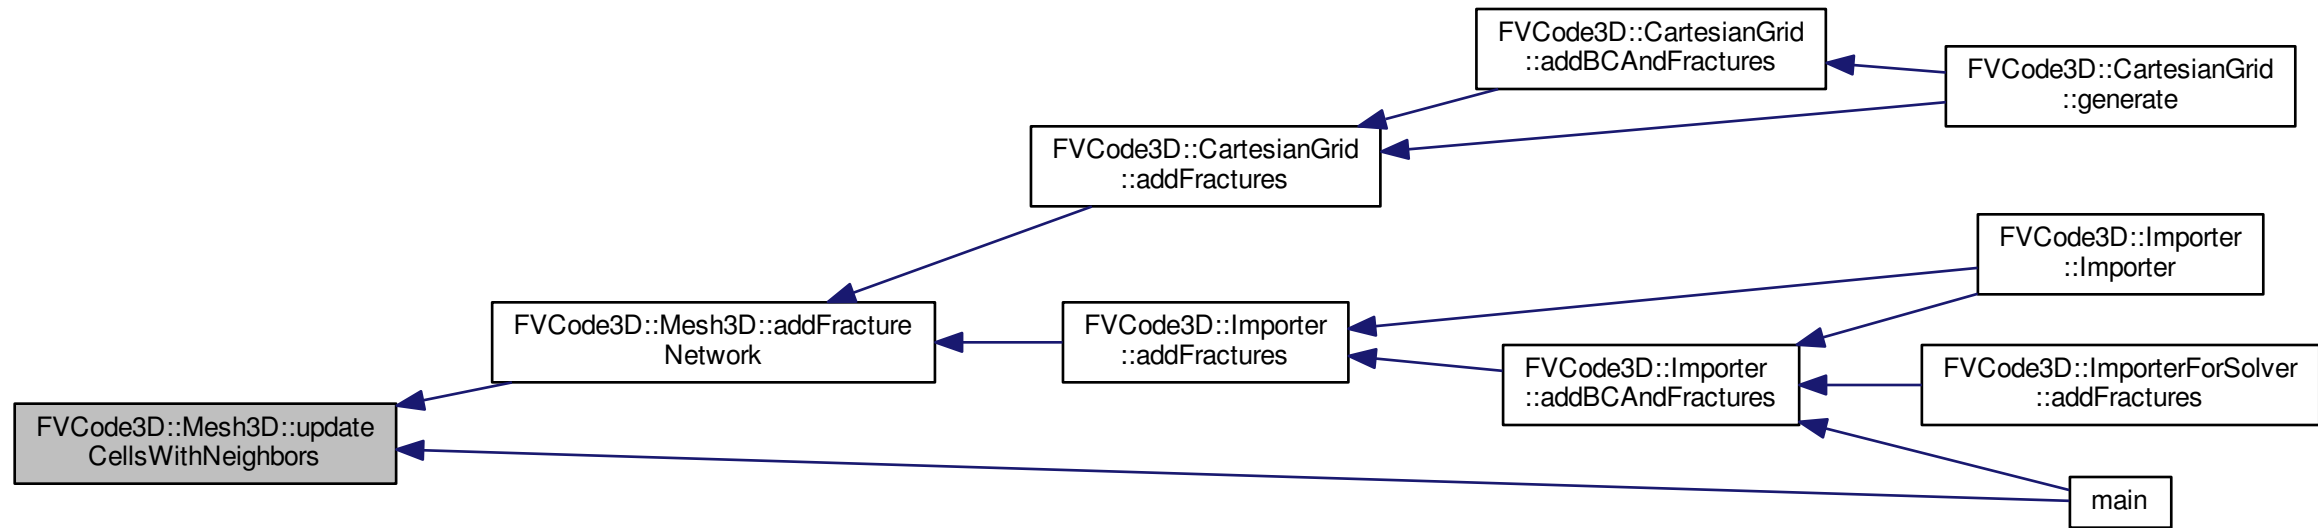 FVCode3D::CartesianGrid
::addBCAndFractures
FVCode3D::CartesianGrid
::generate
FVCode3D::CartesianGrid
::addFractures
FVCode3D::Importer
::Importer
FVCode3D::Mesh3D::addFracture
Network
FVCode3D::Importer
::addFractures
FVCode3D::Importer
::addBCAndFractures
FVCode3D::ImporterForSolver
::addFractures
FVCode3D::Mesh3D::update
CellsWithNeighbors
main